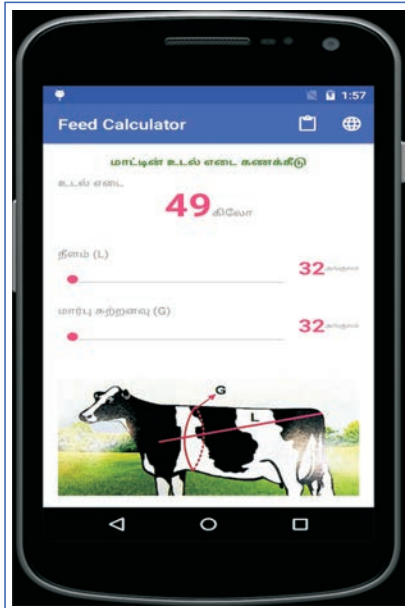 1:57
Feed Calculator
மாட்டின் உடல் எடை கணக்கீடு
உடல் எடை
49 கிலோ
நீளம் (L)
32 அங்குலம்
மார்பு சுற்றளவு (G)
32 அங்குலம்
G
L